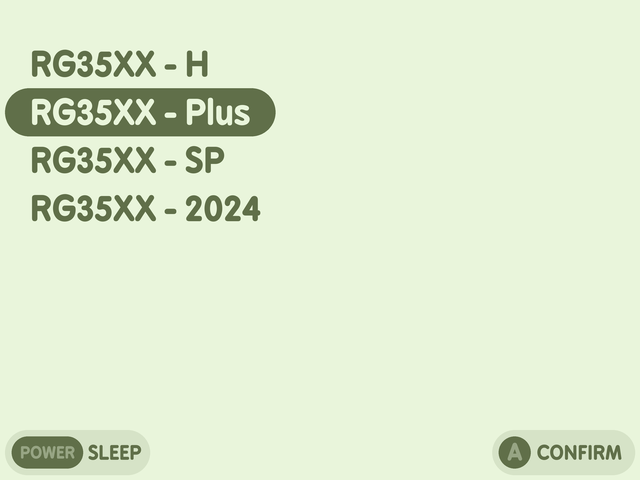 RG35XX - H
RG35XX - Plus
RG35XX - SP
RG35XX - 2024
POWER SLEEP
A CONFIRM